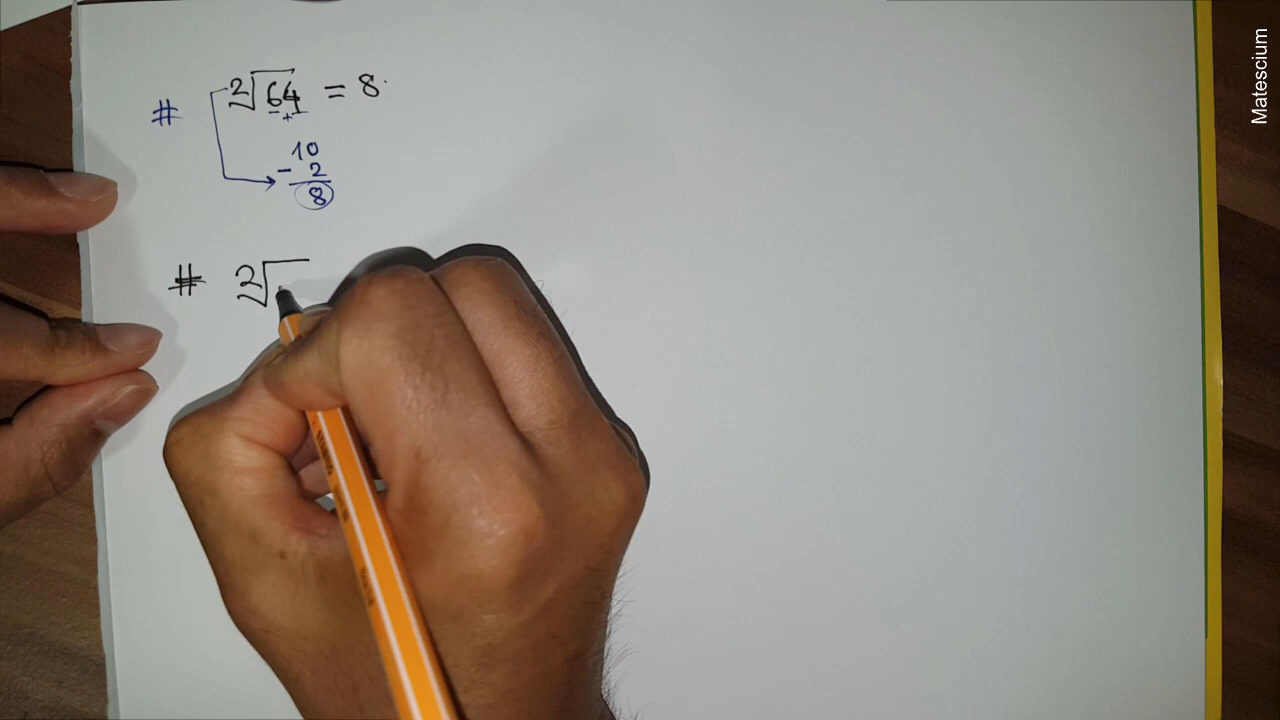 # ²√64 = 8
+
10
- 2
8
# ²√
Matescium